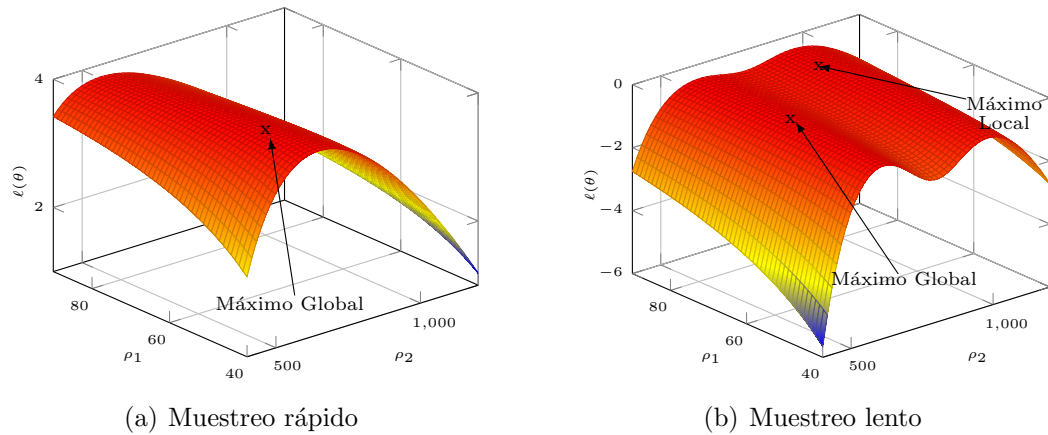 4
2
ℓ(θ)
80
60
40
ρ1
500
1,000
ρ2
x
Máximo Global
(a) Muestreo rápido
0
−2
−4
−6
ℓ(θ)
80
60
40
ρ1
500
1,000
ρ2
x
x
Máximo
Local
Máximo Global
(b) Muestreo lento